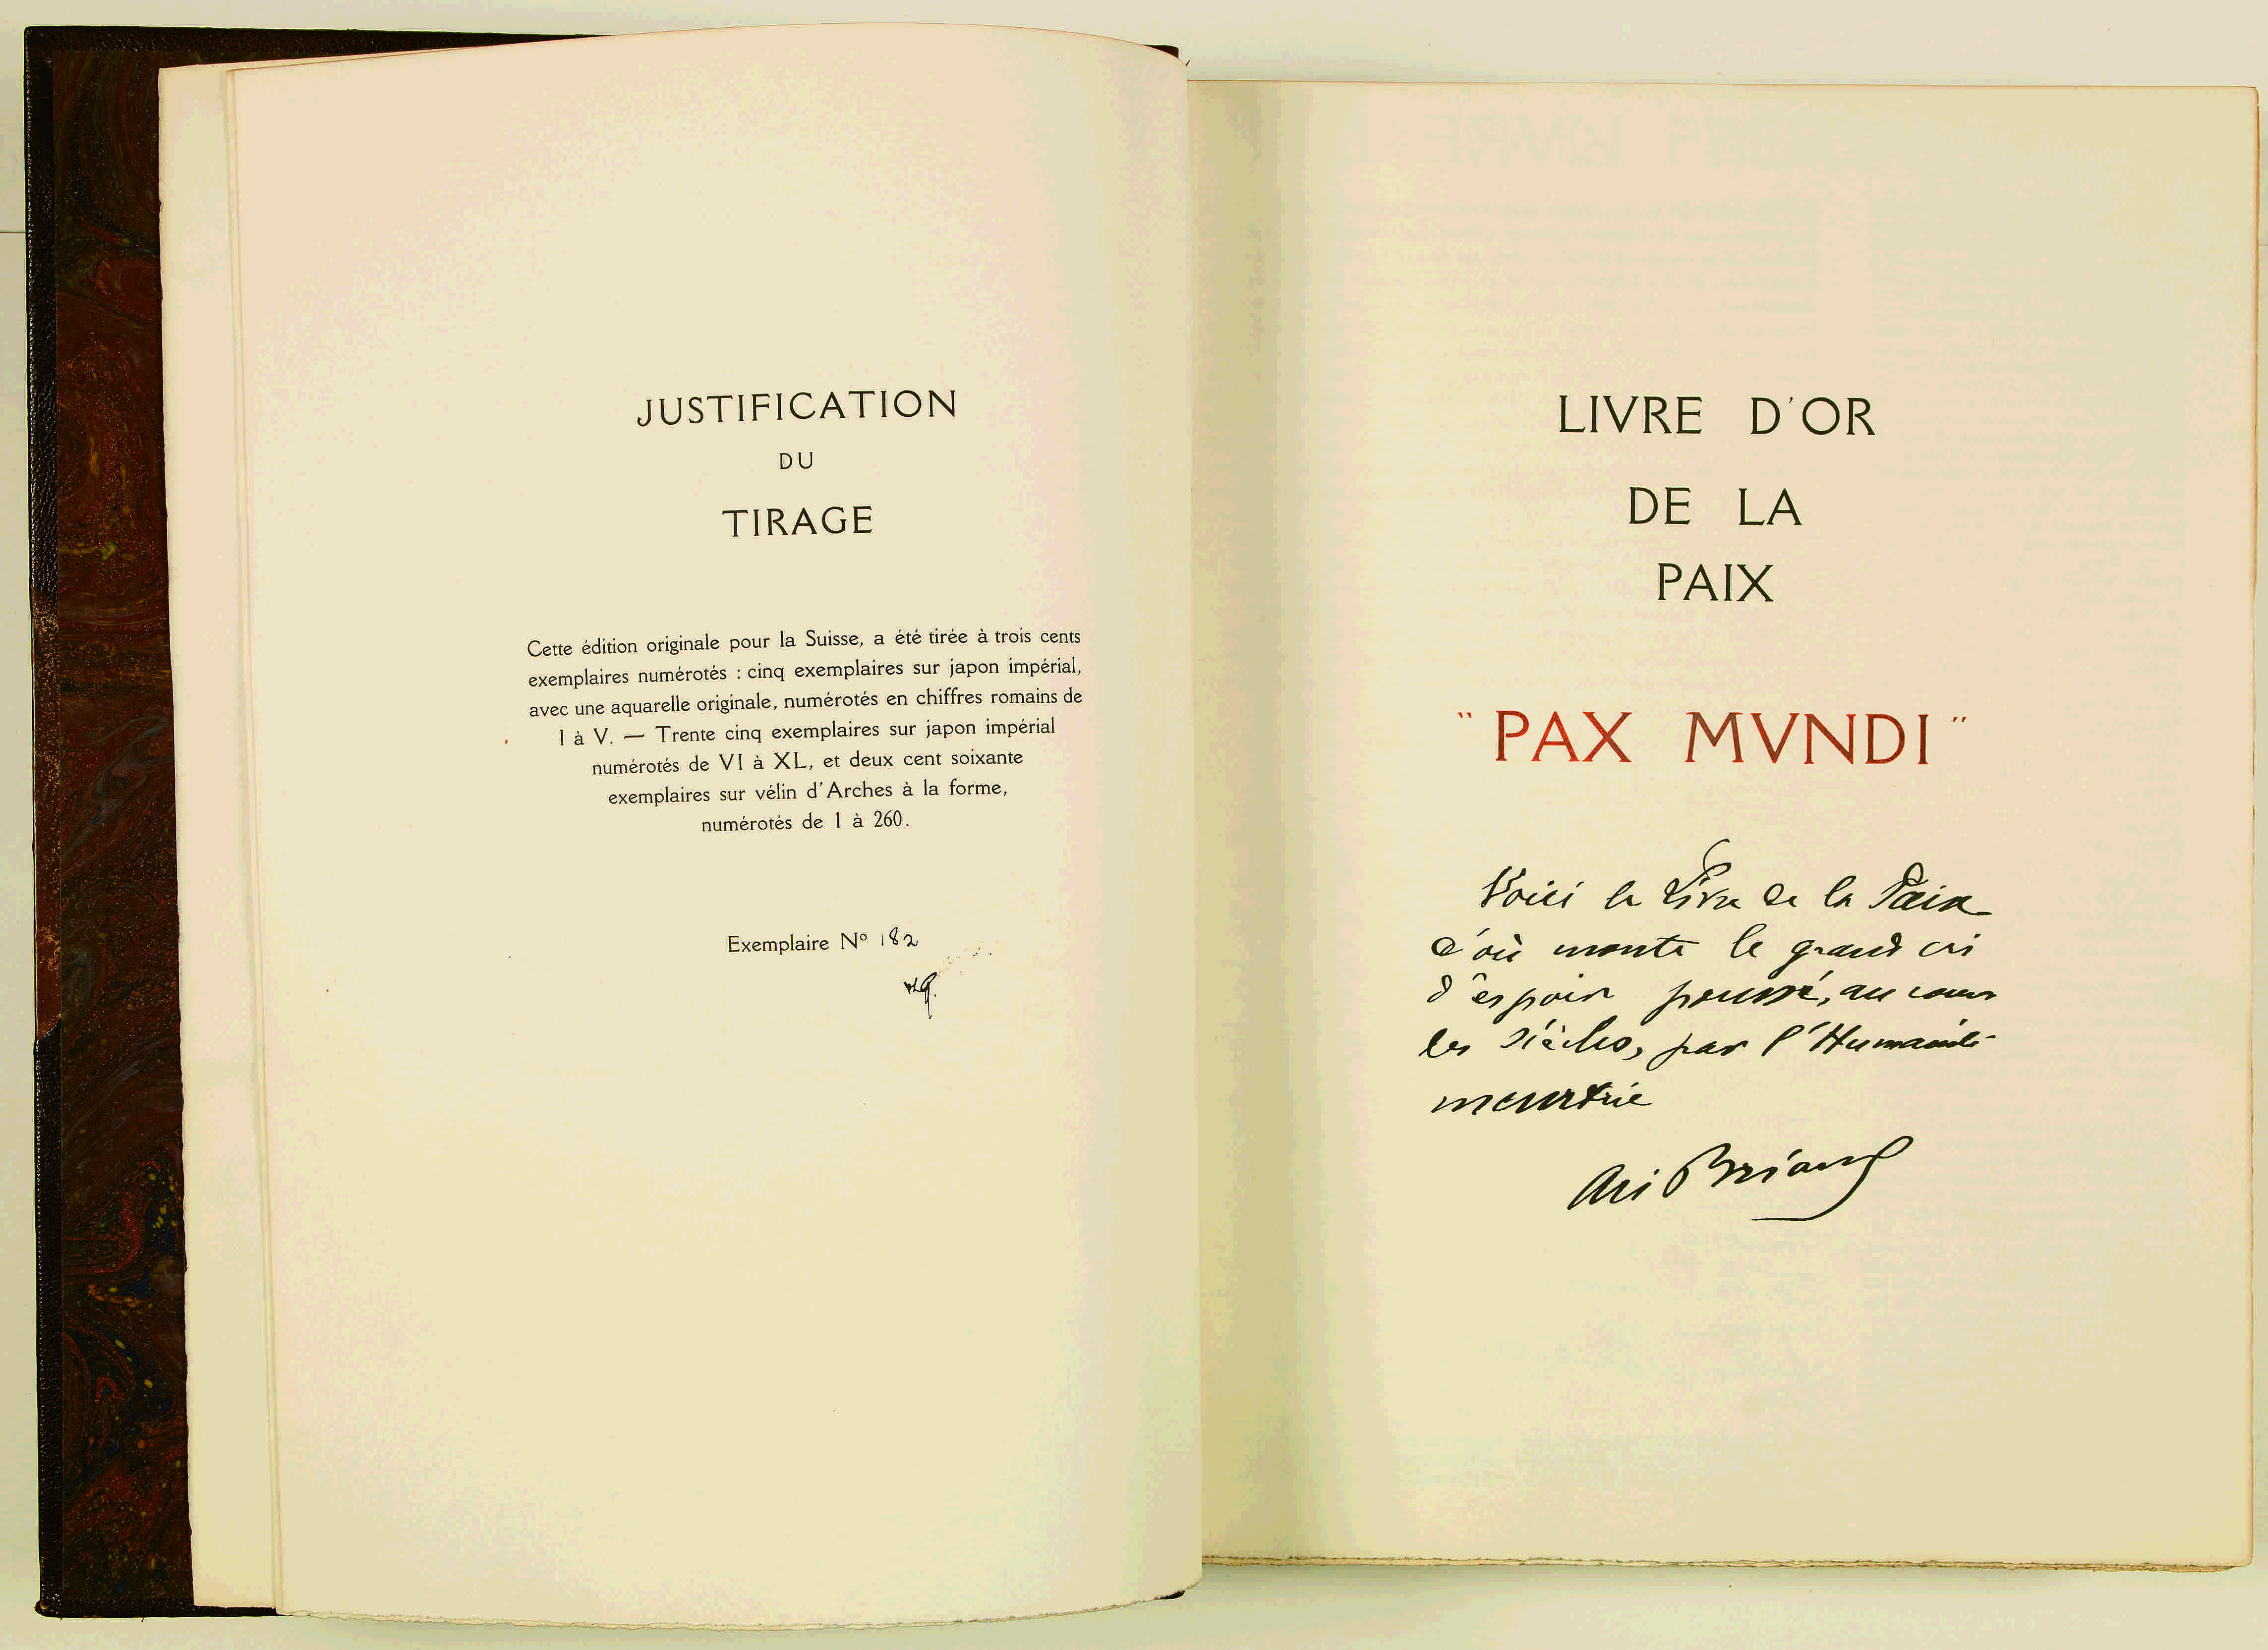 JUSTIFICATION
DU
TIRAGE
Cette édition originale pour la Suisse, a été tirée à trois cents
exemplaires numérotés : cinq exemplaires sur japon impérial,
avec une aquarelle originale, numérotés en chiffres romains de
I à V. — Trente cinq exemplaires sur japon impérial
numérotés de VI à XL, et deux cent soixante
exemplaires sur vélin d'Arches à la forme,
numérotés de 1 à 260.
Exemplaire Nº 182
LIVRE D'OR
DE LA
PAIX
"PAX MVNDI"
Voici le Livre de la Paix
d'où monte le grand cri
d'espoir poussé, au cours
des siècles, par l'Humanité
meurtrie
Ari Briand